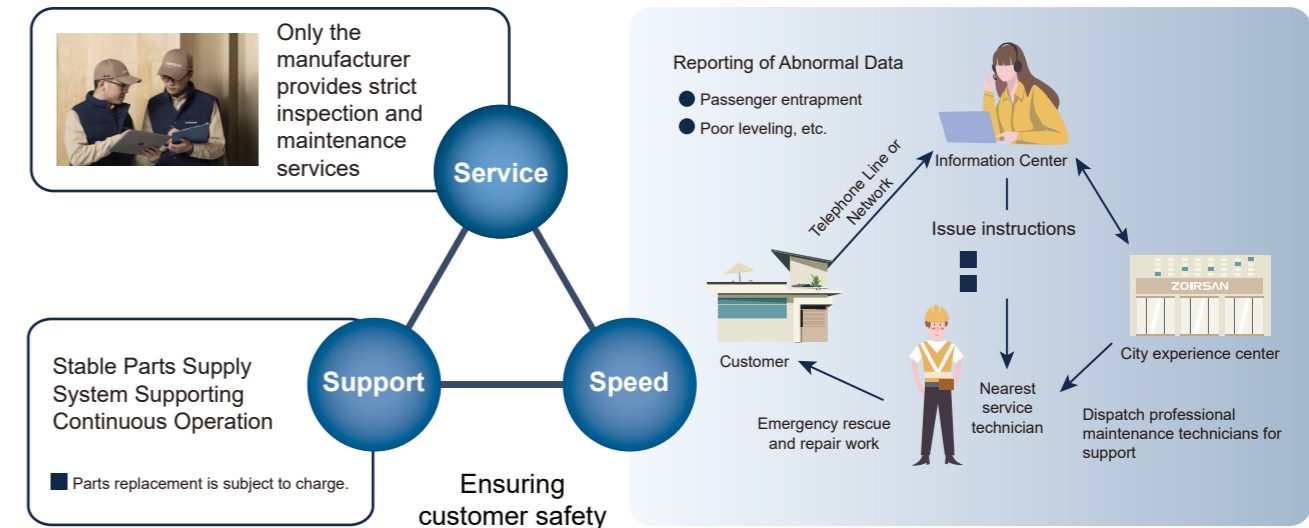 Only the
manufacturer
provides strict
inspection and
maintenance
services
Service
Support
Speed
Stable Parts Supply
System Supporting
Continuous Operation
Parts replacement is subject to charge.
Ensuring
customer safety
Reporting of Abnormal Data
Passenger entrapment
Poor leveling, etc.
Information Center
Telephone Line or
Network
Issue instructions
ZOIRSAN
Customer
City experience center
Nearest
service
technician
Emergency rescue
and repair work
Dispatch professional
maintenance technicians for
support